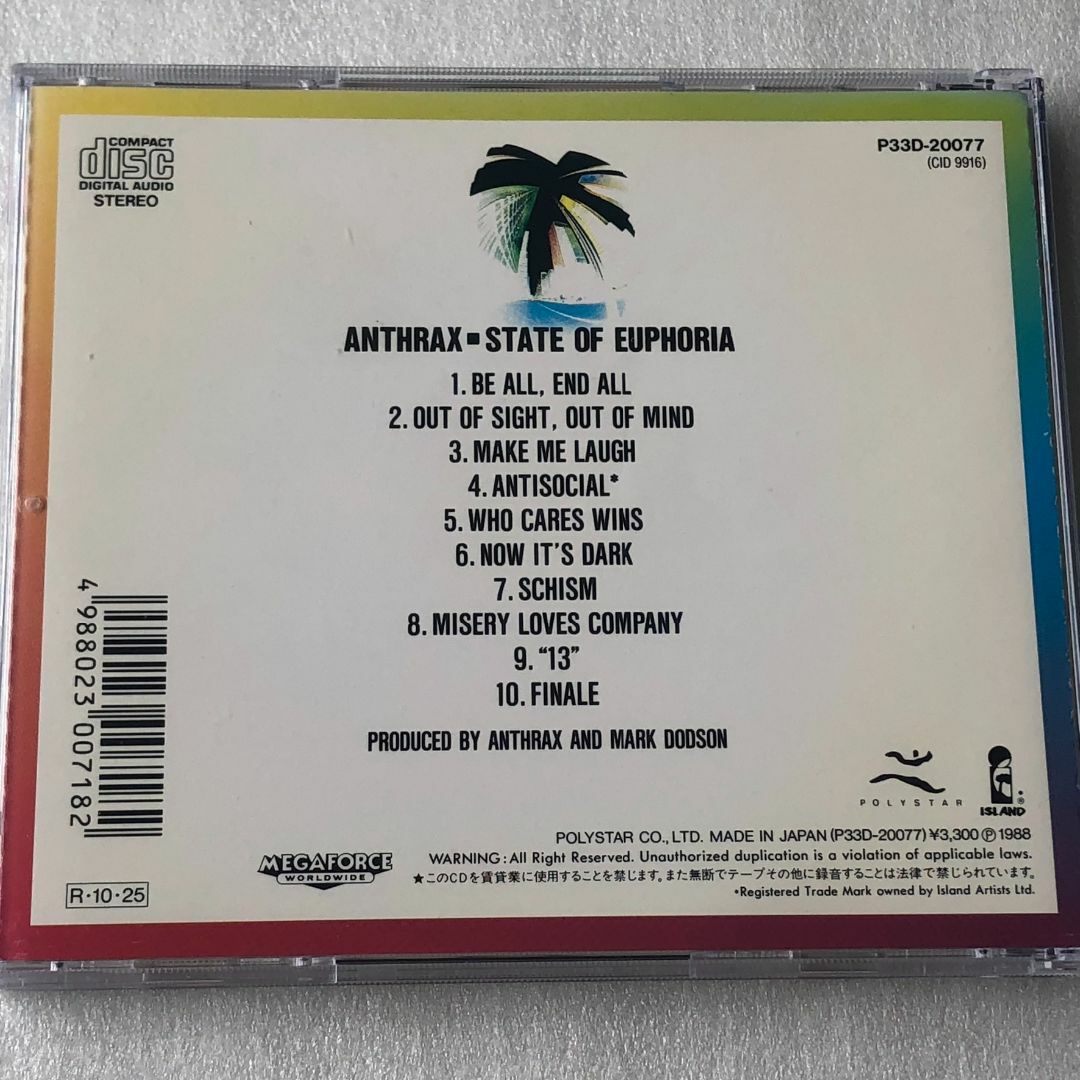 COMPACT
disc
DIGITAL AUDIO
STEREO
P33D-20077
(CID 9916)
ANTHRAX▪STATE OF EUPHORIA
1. BE ALL, END ALL
2. OUT OF SIGHT, OUT OF MIND
3. MAKE ME LAUGH
4. ANTISOCIAL*
5. WHO CARES WINS
6. NOW IT'S DARK
7. SCHISM
8. MISERY LOVES COMPANY
9. “13”
10. FINALE
PRODUCED BY ANTHRAX AND MARK DODSON
4 988023 007182
POLYSTAR
ISLAND®
POLYSTAR CO., LTD. MADE IN JAPAN (P33D-20077) ¥3,300 Ⓟ 1988
MEGAFORCE
WORLDWIDE
WARNING: All Right Reserved. Unauthorized duplication is a violation of applicable laws.
★このCDを賃貸業に使用することを禁じます。また無断でテープその他に録音することは法律で禁じられています。
•Registered Trade Mark owned by Island Artists Ltd.
R・10・25